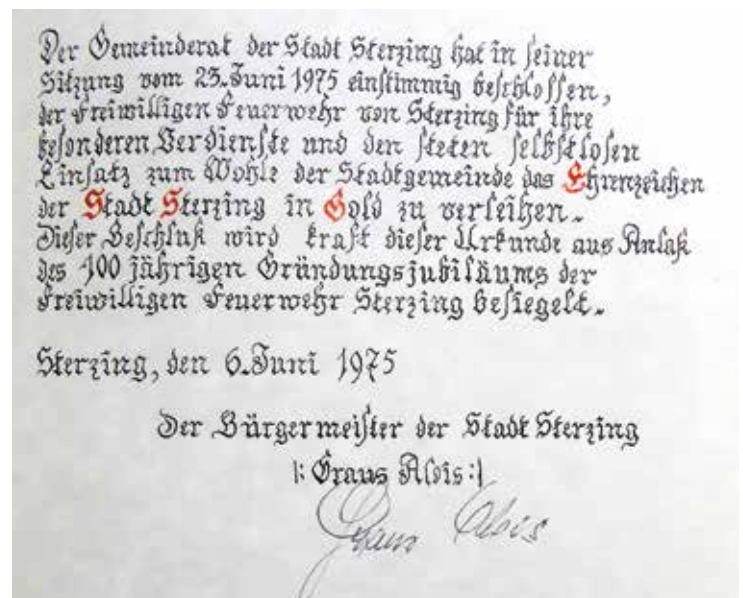 Der Gemeinderat der Stadt Sterzing hat in seiner
Sitzung vom 23. Juni 1975 einstimmig beschlossen,
der Freiwilligen Feuerwehr von Sterzing für ihre
besonderen Verdienste und den steten selbstlosen
Einsatz zum Wohle der Stadtgemeinde das Ehrenzeichen
der Stadt Sterzing in Gold zu verleihen.
Dieser Beschluß wird kraft dieser Urkunde aus Anlaß
des 100 jährigen Gründungsjubiläums der
Freiwilligen Feuerwehr Sterzing besiegelt.
Sterzing, den 6. Juni 1975
Der Bürgermeister der Stadt Sterzing
|: Graus Alois :|
Graus Alois